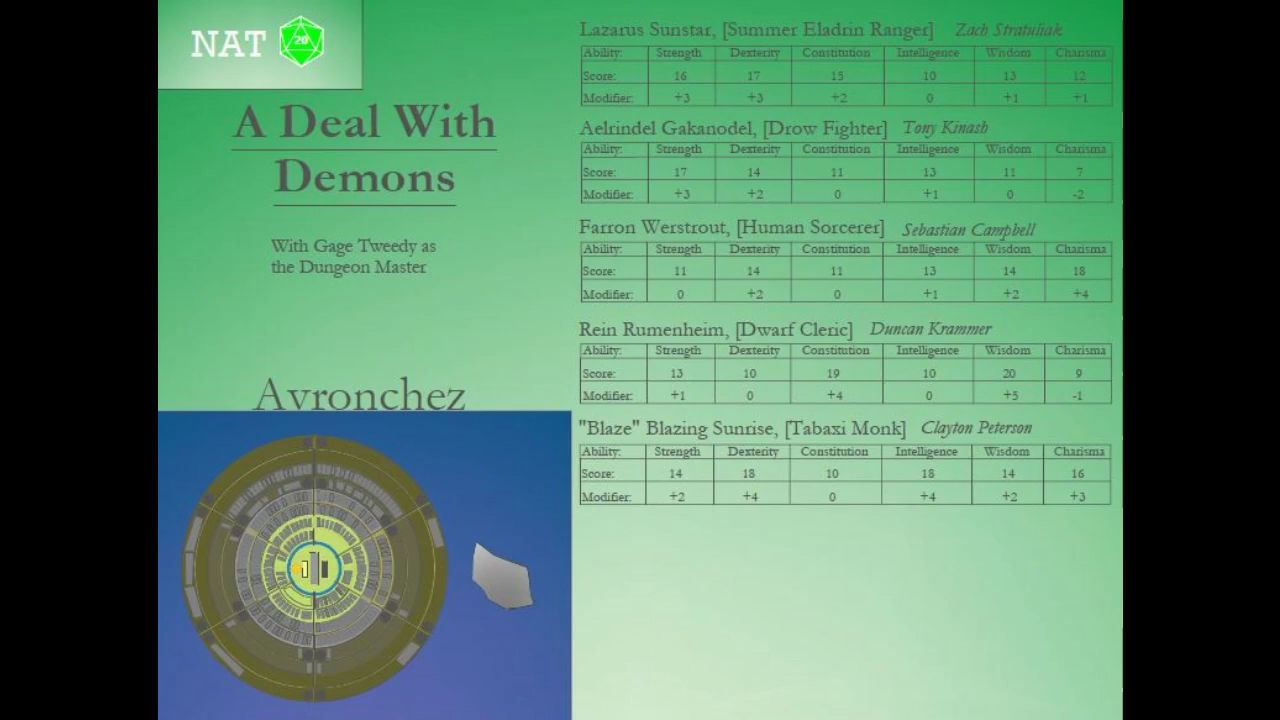 NAT 20
A Deal With
Demons
With Gage Tweedy as
the Dungeon Master
Avronchez
Lazarus Sunstar, [Summer Eladrin Ranger] Zach Stratuliak
Ability: Strength Dexterity Constitution Intelligence Wisdom Charisma
Score: 16 17 15 10 13 12
Modifier: +3 +3 +2 0 +1 +1
Aelrindel Gakanodel, [Drow Fighter] Tony Kinash
Ability: Strength Dexterity Constitution Intelligence Wisdom Charisma
Score: 17 14 11 13 11 7
Modifier: +3 +2 0 +1 0 -2
Farron Werstrout, [Human Sorcerer] Sebastian Campbell
Ability: Strength Dexterity Constitution Intelligence Wisdom Charisma
Score: 11 14 11 13 14 18
Modifier: 0 +2 0 +1 +2 +4
Rein Rumenheim, [Dwarf Cleric] Duncan Krammer
Ability: Strength Dexterity Constitution Intelligence Wisdom Charisma
Score: 13 10 19 10 20 9
Modifier: +1 0 +4 0 +5 -1
"Blaze" Blazing Sunrise, [Tabaxi Monk] Clayton Peterson
Ability: Strength Dexterity Constitution Intelligence Wisdom Charisma
Score: 14 18 10 18 14 16
Modifier: +2 +4 0 +4 +2 +3